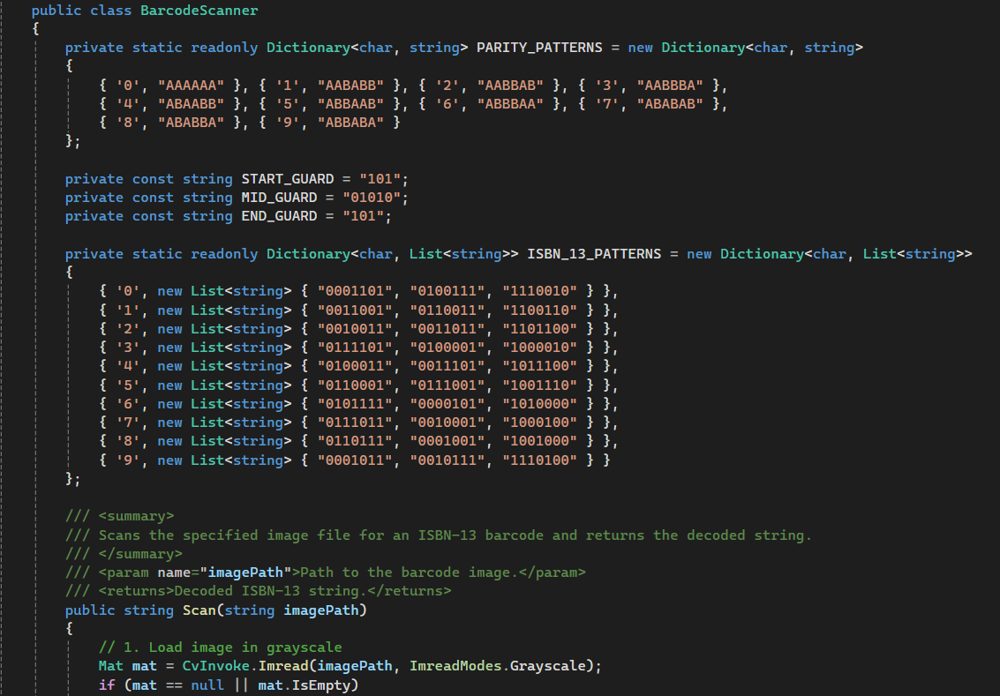 public class BarcodeScanner
{
private static readonly Dictionary<char, string> PARITY_PATTERNS = new Dictionary<char, string>
{
{ '0', "AAAAAA" }, { '1', "AABABB" }, { '2', "AABBAB" }, { '3', "AABBBA" },
{ '4', "ABAABB" }, { '5', "ABBAAB" }, { '6', "ABBBAA" }, { '7', "ABABAB" },
{ '8', "ABABBA" }, { '9', "ABBABA" }
};
private const string START_GUARD = "101";
private const string MID_GUARD = "01010";
private const string END_GUARD = "101";
private static readonly Dictionary<char, List<string>> ISBN_13_PATTERNS = new Dictionary<char, List<string>>
{
{ '0', new List<string> { "0001101", "0100111", "1110010" } },
{ '1', new List<string> { "0011001", "0110011", "1100110" } },
{ '2', new List<string> { "0010011", "0011011", "1101100" } },
{ '3', new List<string> { "0111101", "0100001", "1000010" } },
{ '4', new List<string> { "0100011", "0011101", "1011100" } },
{ '5', new List<string> { "0110001", "0111001", "1001110" } },
{ '6', new List<string> { "0101111", "0000101", "1010000" } },
{ '7', new List<string> { "0111011", "0010001", "1000100" } },
{ '8', new List<string> { "0110111", "0001001", "1001000" } },
{ '9', new List<string> { "0001011", "0010111", "1110100" } }
};
/// <summary>
/// Scans the specified image file for an ISBN-13 barcode and returns the decoded string.
/// </summary>
/// <param name="imagePath">Path to the barcode image.</param>
/// <returns>Decoded ISBN-13 string.</returns>
public string Scan(string imagePath)
{
// 1. Load image in grayscale
Mat mat = CvInvoke.Imread(imagePath, ImreadModes.Grayscale);
if (mat == null || mat.IsEmpty)